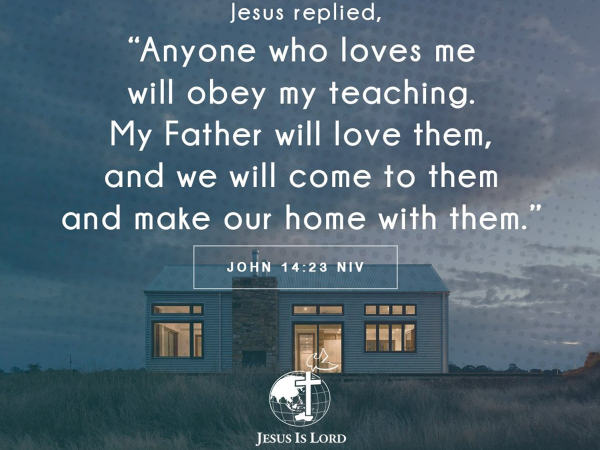 Jesus replied,
“Anyone who loves me
will obey my teaching.
My Father will love them,
and we will come to them
and make our home with them.”
JOHN 14:23 NIV
JESUS IS LORD